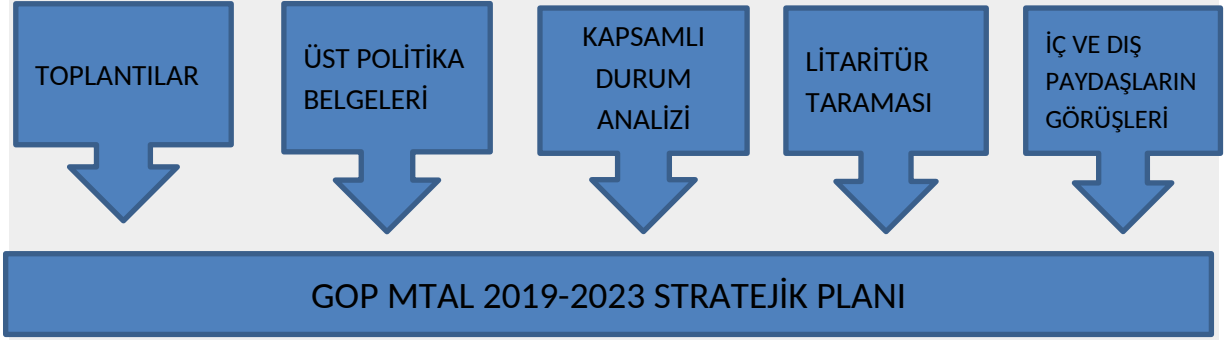 TOPLANTILAR
ÜST POLİTİKA
BELGELERİ
KAPSAMLI
DURUM
ANALİZİ
LİTARİTÜR
TARAMASI
İÇ VE DIŞ
PAYDAŞLARIN
GÖRÜŞLERİ
GOP MTAL 2019-2023 STRATEJİK PLANI